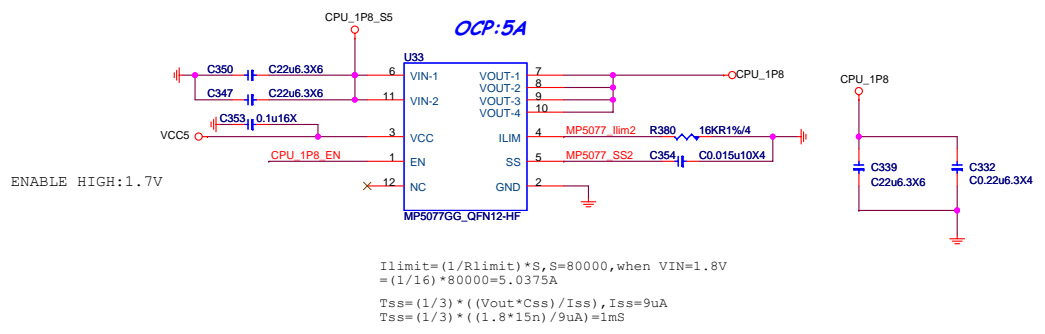 CPU_1P8_S5
OCP:5A
U33
C350 C22u6.3X6
6 VIN-1 VOUT-1 7
CPU_1P8
VOUT-2 8
C347 C22u6.3X6
11 VIN-2 VOUT-3 9
VOUT-4 10
C353 0.1u16X
VCC5
3 VCC ILIM 4
MP5077_Ilim2 R380 16KR1%/4
CPU_1P8_EN
1 EN SS 5
MP5077_SS2 C354 C0.015u10X4
ENABLE HIGH:1.7V
12 NC GND 2
MP5077GG_QFN12-HF
CPU_1P8
C339
C22u6.3X6
C332
C0.22u6.3X4
Ilimit=(1/Rlimit)*S,S=80000,when VIN=1.8V
=(1/16)*80000=5.0375A
Tss=(1/3)*((Vout*Css)/Iss),Iss=9uA
Tss=(1/3)*((1.8*15n)/9uA)=1mS